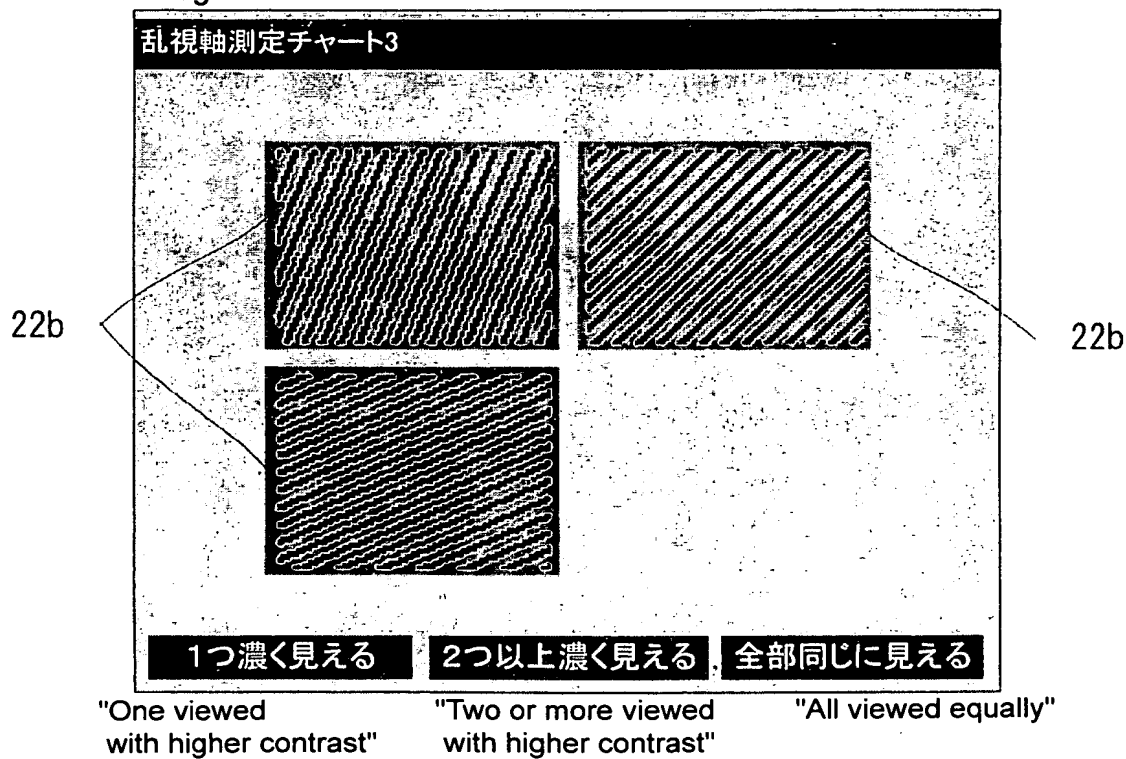 乱視軸測定チャート3
22b
22b
1つ濃く見える 2つ以上濃く見える 全部同じに見える
"One viewed with higher contrast" "Two or more viewed with higher contrast" "All viewed equally"